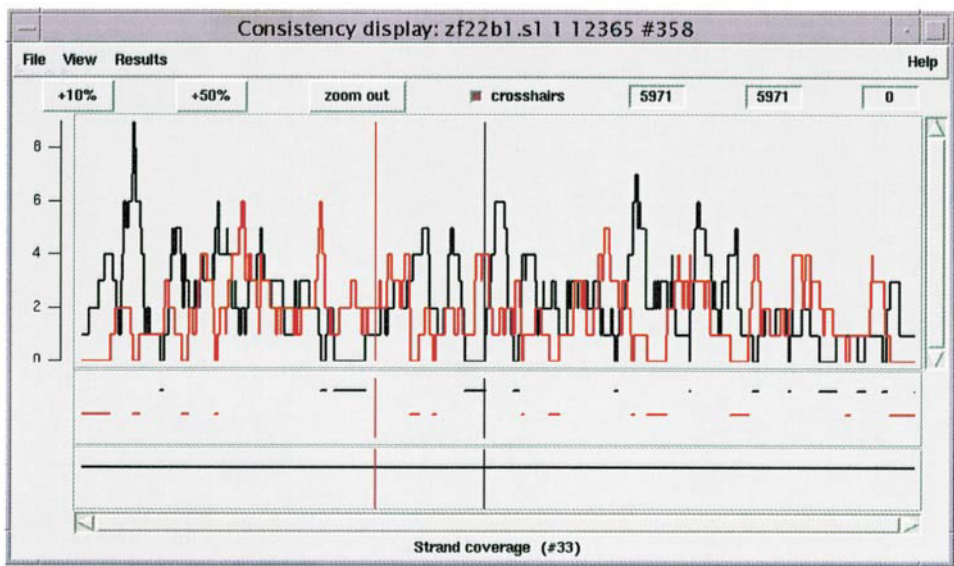 Consistency display: zf22b1.s1 1 12365 #358
File View Results Help
+10% +50% zoom out crosshairs 5971 5971 0
8
6
4
2
0
Strand coverage (#33)